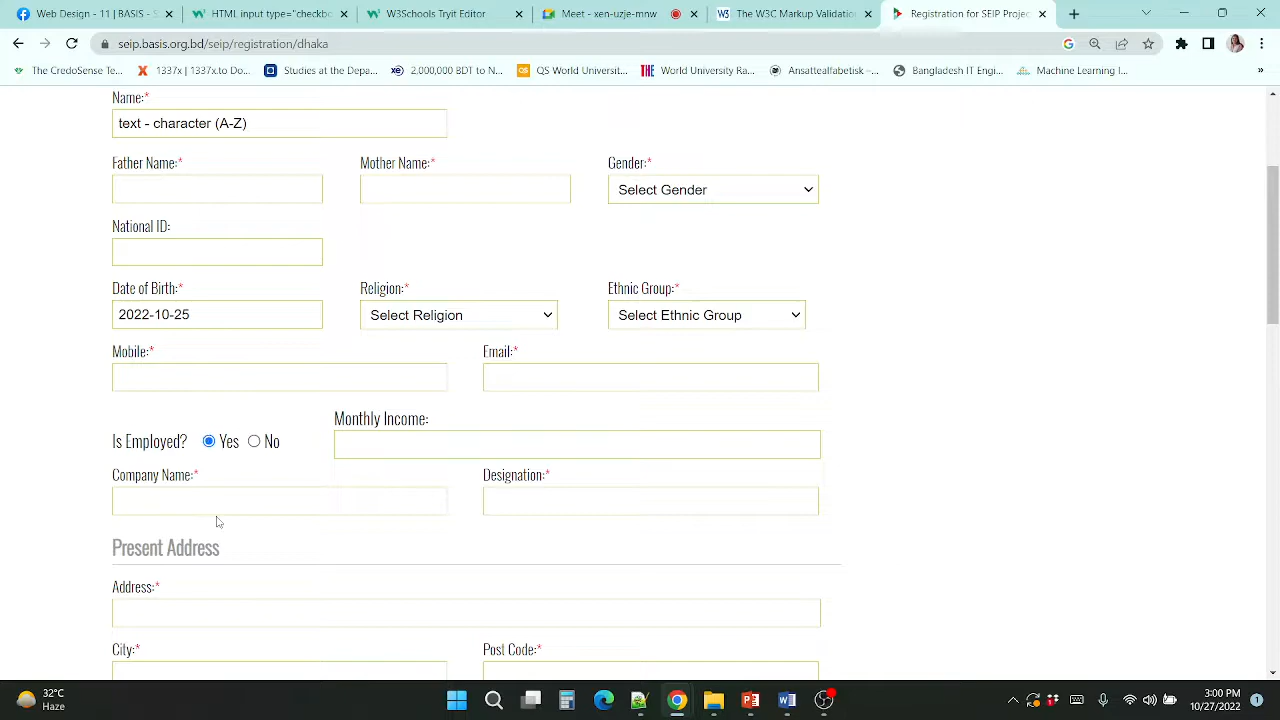 Web Design - 11 | BASIS - S
HTML input type="checkbo
W3Schools Tryit Editor
Meet - xen-uzje-mnw
The W3C Markup Validation
Registration for SEIP Projec
seip.basis.org.bd/seip/registration/dhaka
The CredoSense Te...
1337x | 1337x.to Do...
Studies at the Depa...
2,000,000 BDT to N...
QS World Universit...
World University Ra...
Ansattealfabetisk –...
Bangladesh IT Engi...
Machine Learning I...
Name:*
text - character (A-Z)
Father Name:* Mother Name:* Gender:*
Select Gender
National ID:
Date of Birth:* Religion:* Ethnic Group:*
2022-10-25 Select Religion Select Ethnic Group
Mobile:* Email:*
Monthly Income:
Is Employed? Yes No
Company Name:* Designation:*
Present Address
Address:*
City:* Post Code:*
32°C
Haze
3:00 PM
10/27/2022